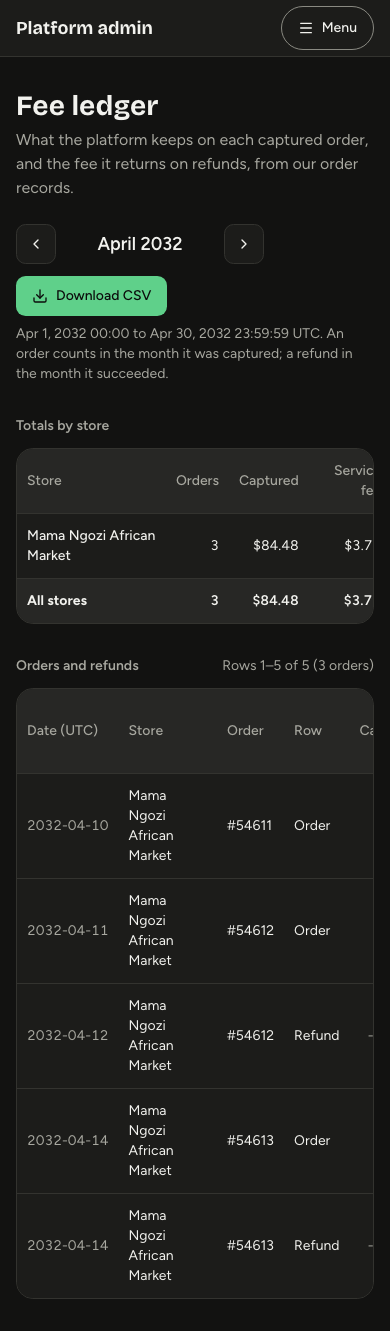 Platform admin
Menu
Fee ledger
What the platform keeps on each captured order,
and the fee it returns on refunds, from our order
records.
April 2032
Download CSV
Apr 1, 2032 00:00 to Apr 30, 2032 23:59:59 UTC. An
order counts in the month it was captured; a refund in
the month it succeeded.
Totals by store
Store Orders Captured
Mama Ngozi African
Market 3 $84.48 $3.7
All stores 3 $84.48 $3.7
Orders and refunds Rows 1–5 of 5 (3 orders)
Date (UTC) Store Order Row
2032-04-10 Mama
Ngozi
African
Market #54611 Order
2032-04-11 Mama
Ngozi
African
Market #54612 Order
2032-04-12 Mama
Ngozi
African
Market #54612 Refund -
2032-04-14 Mama
Ngozi
African
Market #54613 Order
2032-04-14 Mama
Ngozi
African
Market #54613 Refund -